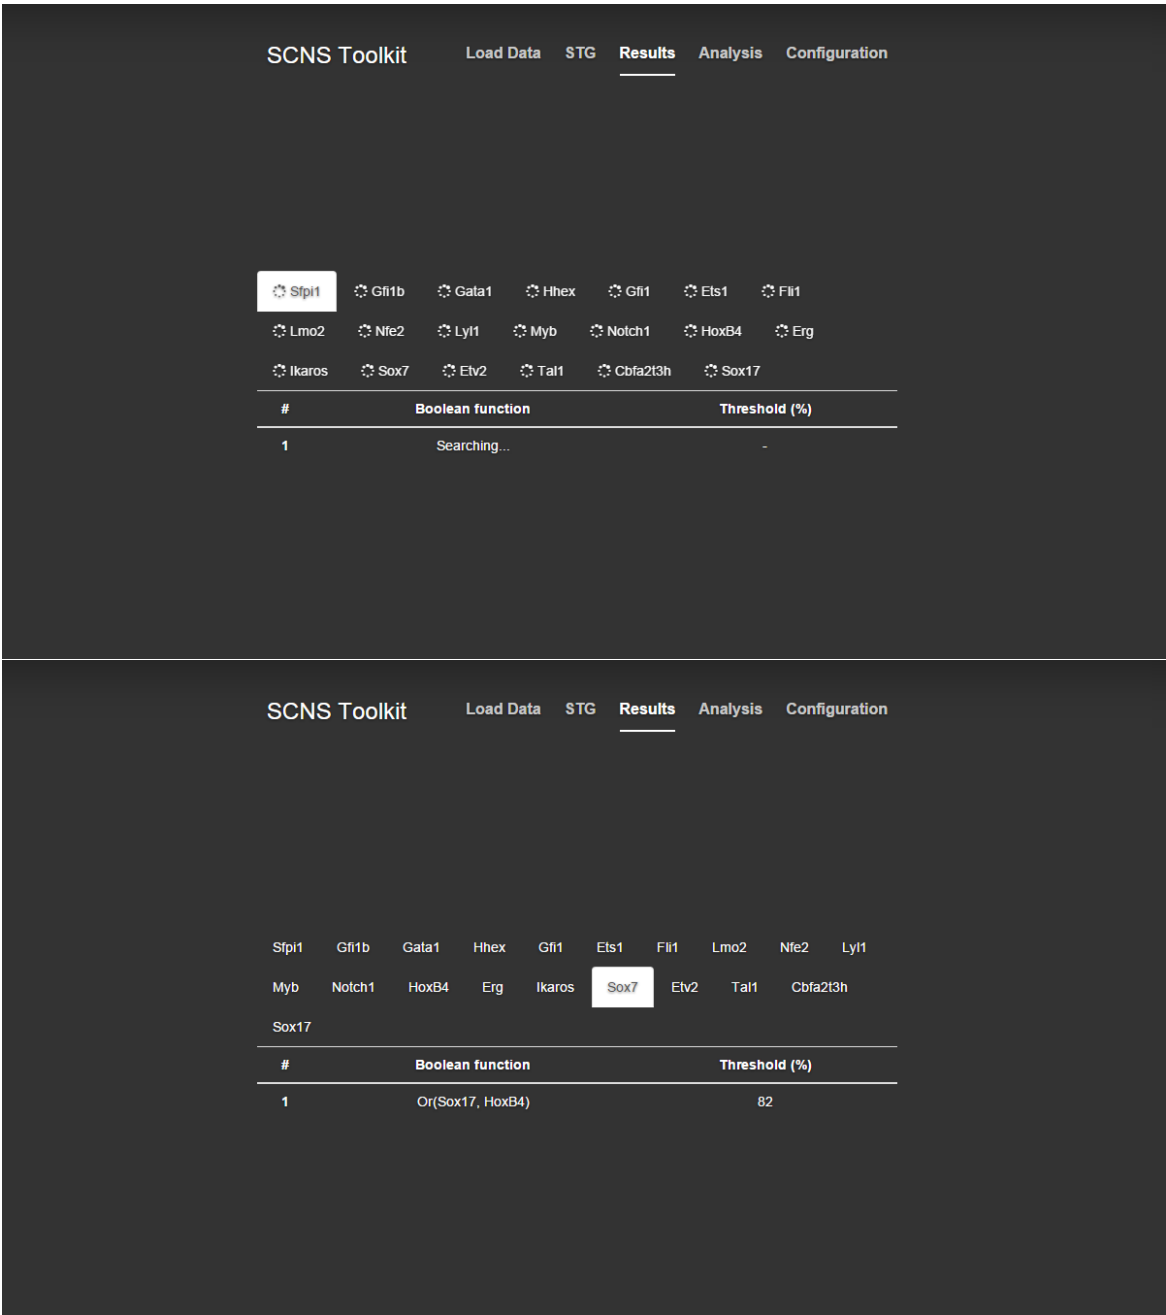 SCNS Toolkit Load Data STG Results Analysis Configuration
Sfpi1 Gfi1b Gata1 Hhex Gfi1 Ets1 Fli1
Lmo2 Nfe2 Lyl1 Myb Notch1 HoxB4 Erg
Ikaros Sox7 Etv2 Tal1 Cbfa2t3h Sox17
# Boolean function Threshold (%)
1 Searching... -
SCNS Toolkit Load Data STG Results Analysis Configuration
Sfpi1 Gfi1b Gata1 Hhex Gfi1 Ets1 Fli1 Lmo2 Nfe2 Lyl1
Myb Notch1 HoxB4 Erg Ikaros Sox7 Etv2 Tal1 Cbfa2t3h
Sox17
# Boolean function Threshold (%)
1 Or(Sox17, HoxB4) 82